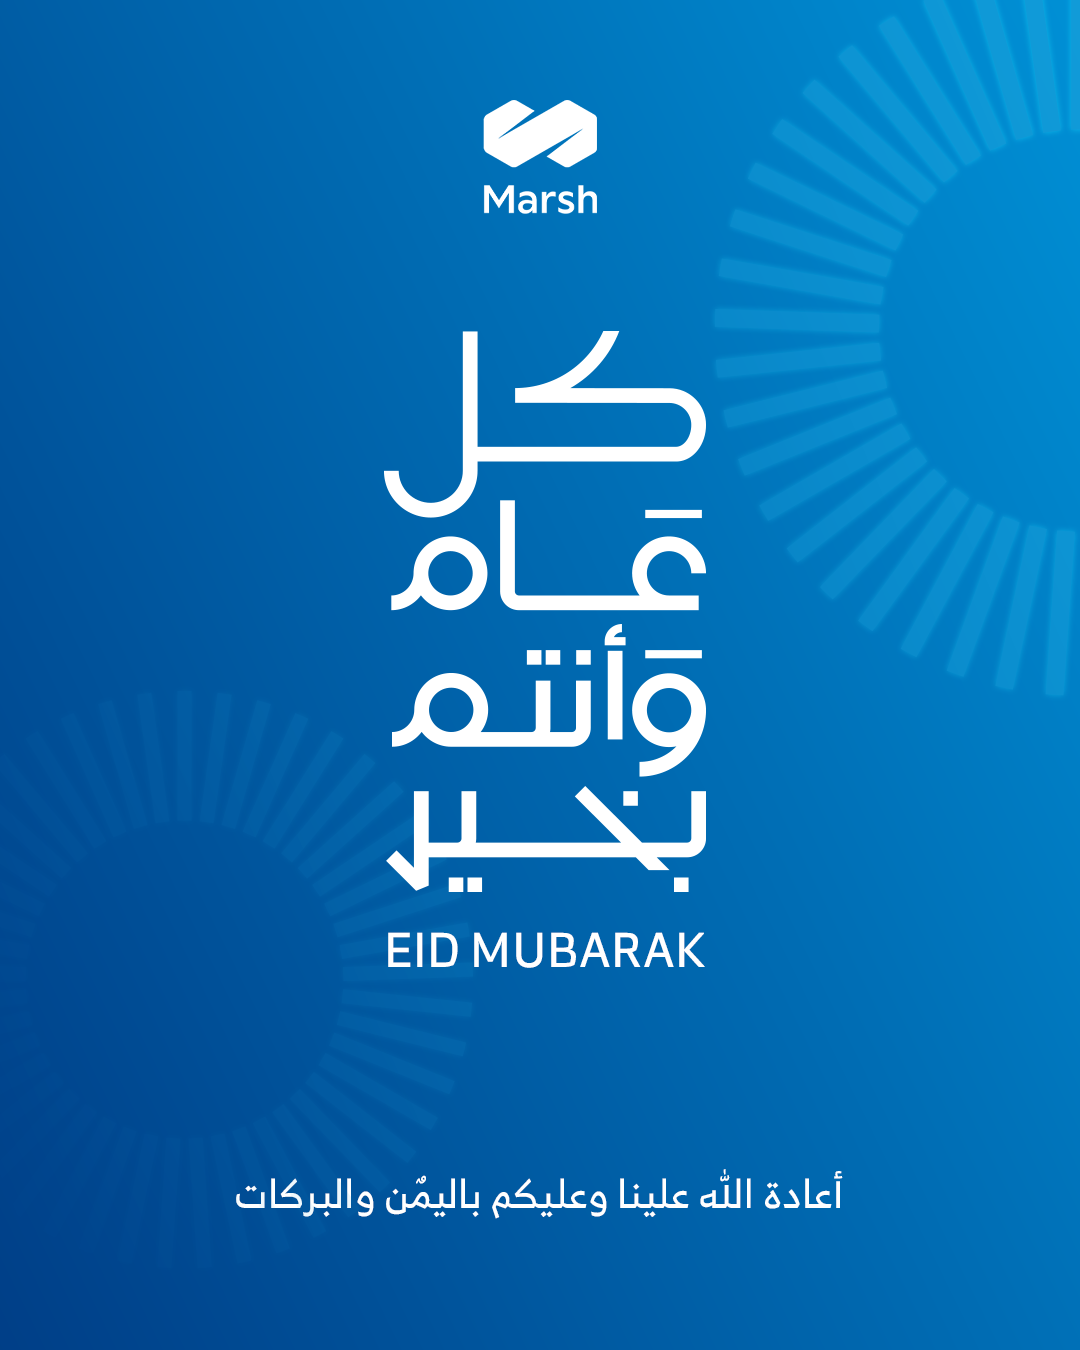 Marsh
كل
عَام
وَأنتم
بخير
EID MUBARAK
أعادة الله علينا وعليكم باليمٌن والبركات